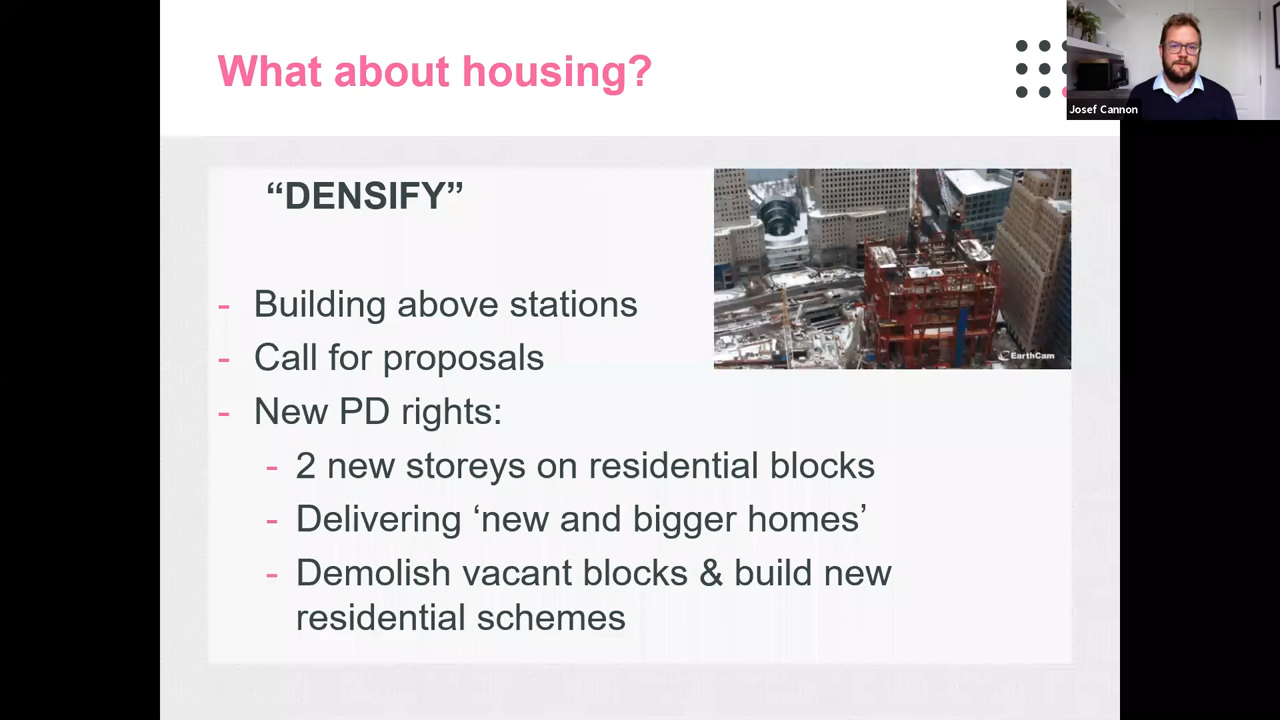 What about housing?
Josef Cannon
“DENSIFY”
EarthCam
- Building above stations
- Call for proposals
- New PD rights:
- 2 new storeys on residential blocks
- Delivering ‘new and bigger homes’
- Demolish vacant blocks & build new
residential schemes